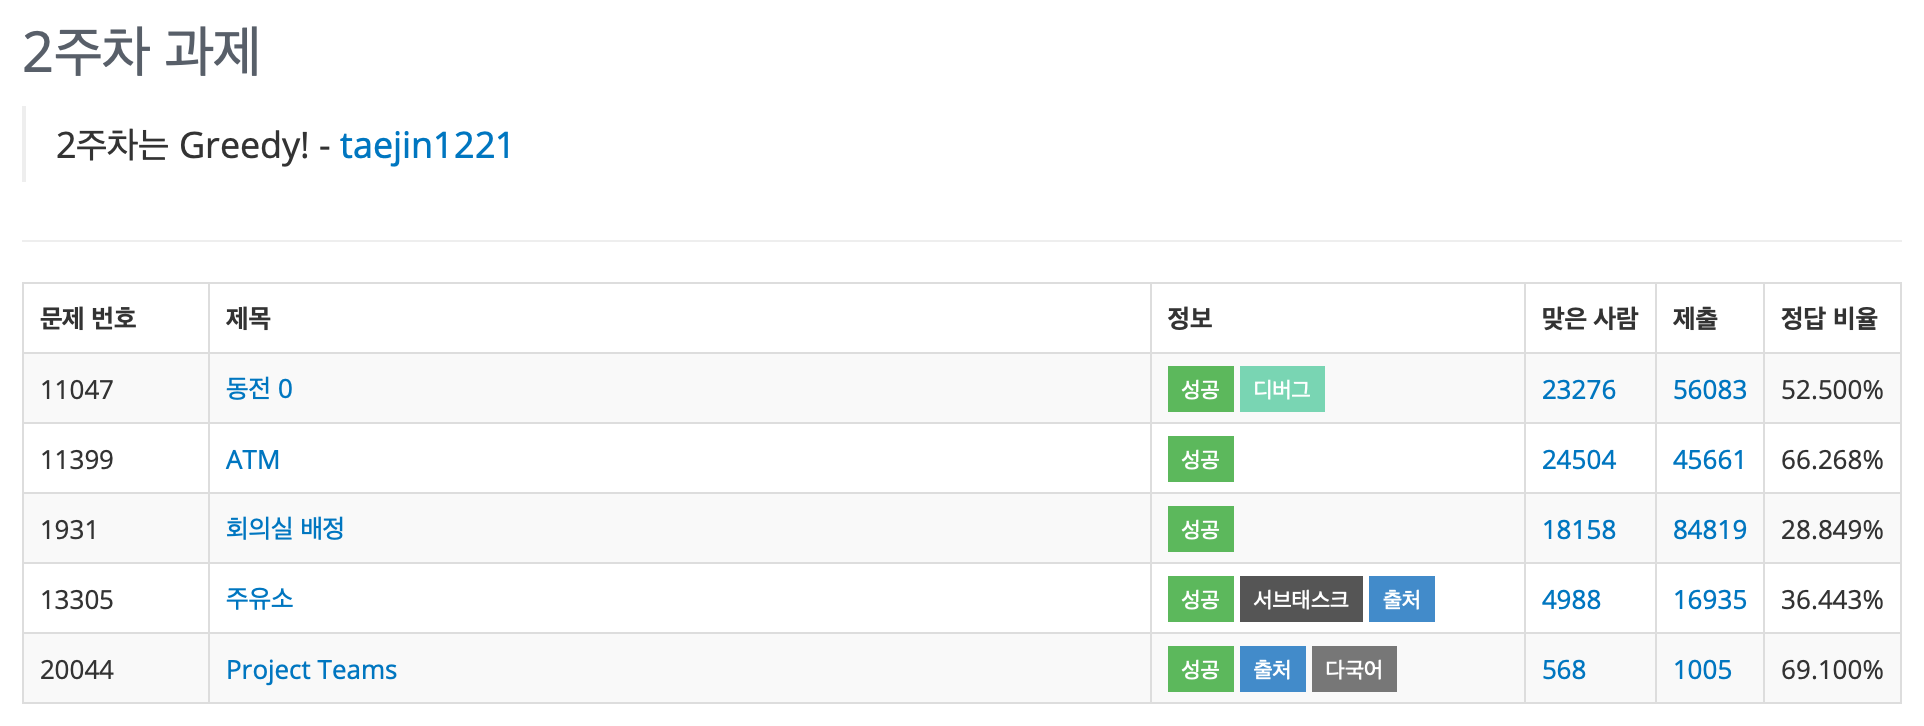 2주차 과제
2주차는 Greedy! - taejin1221
문제 번호 제목 정보 맞은 사람 제출 정답 비율
11047 동전 0 성공 디버그 23276 56083 52.500%
11399 ATM 성공 24504 45661 66.268%
1931 회의실 배정 성공 18158 84819 28.849%
13305 주유소 성공 서브태스크 출처 4988 16935 36.443%
20044 Project Teams 성공 출처 다국어 568 1005 69.100%